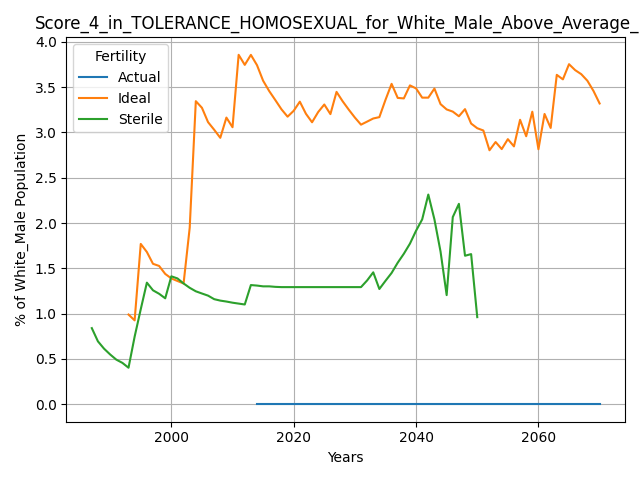 Score_4_in_TOLERANCE_HOMOSEXUAL_for_White_Male_Above_Average_
Fertility
Actual
Ideal
Sterile
% of White_Male Population
4.0
3.5
3.0
2.5
2.0
1.5
1.0
0.5
0.0
2000 2020 2040 2060
Years